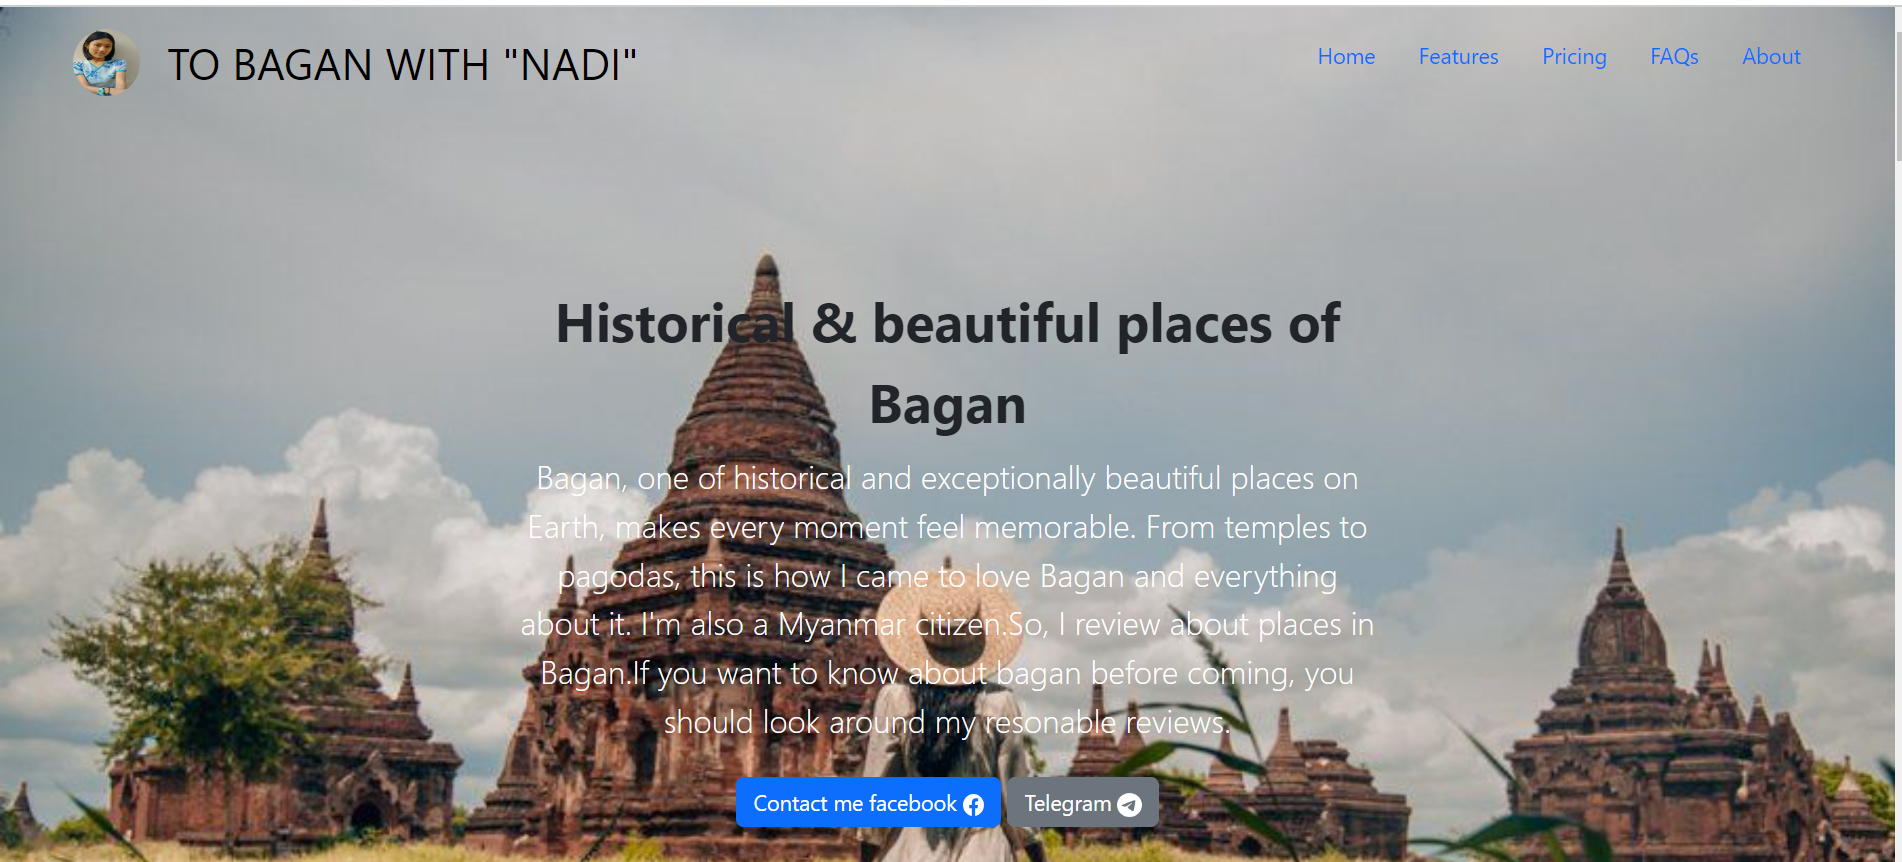 TO BAGAN WITH "NADI"
Home Features Pricing FAQs About
Historical & beautiful places of
Bagan
Bagan, one of historical and exceptionally beautiful places on
Earth, makes every moment feel memorable. From temples to
pagodas, this is how I came to love Bagan and everything
about it. I'm also a Myanmar citizen.So, I review about places in
Bagan.If you want to know about bagan before coming, you
should look around my resonable reviews.
Contact me facebook
Telegram